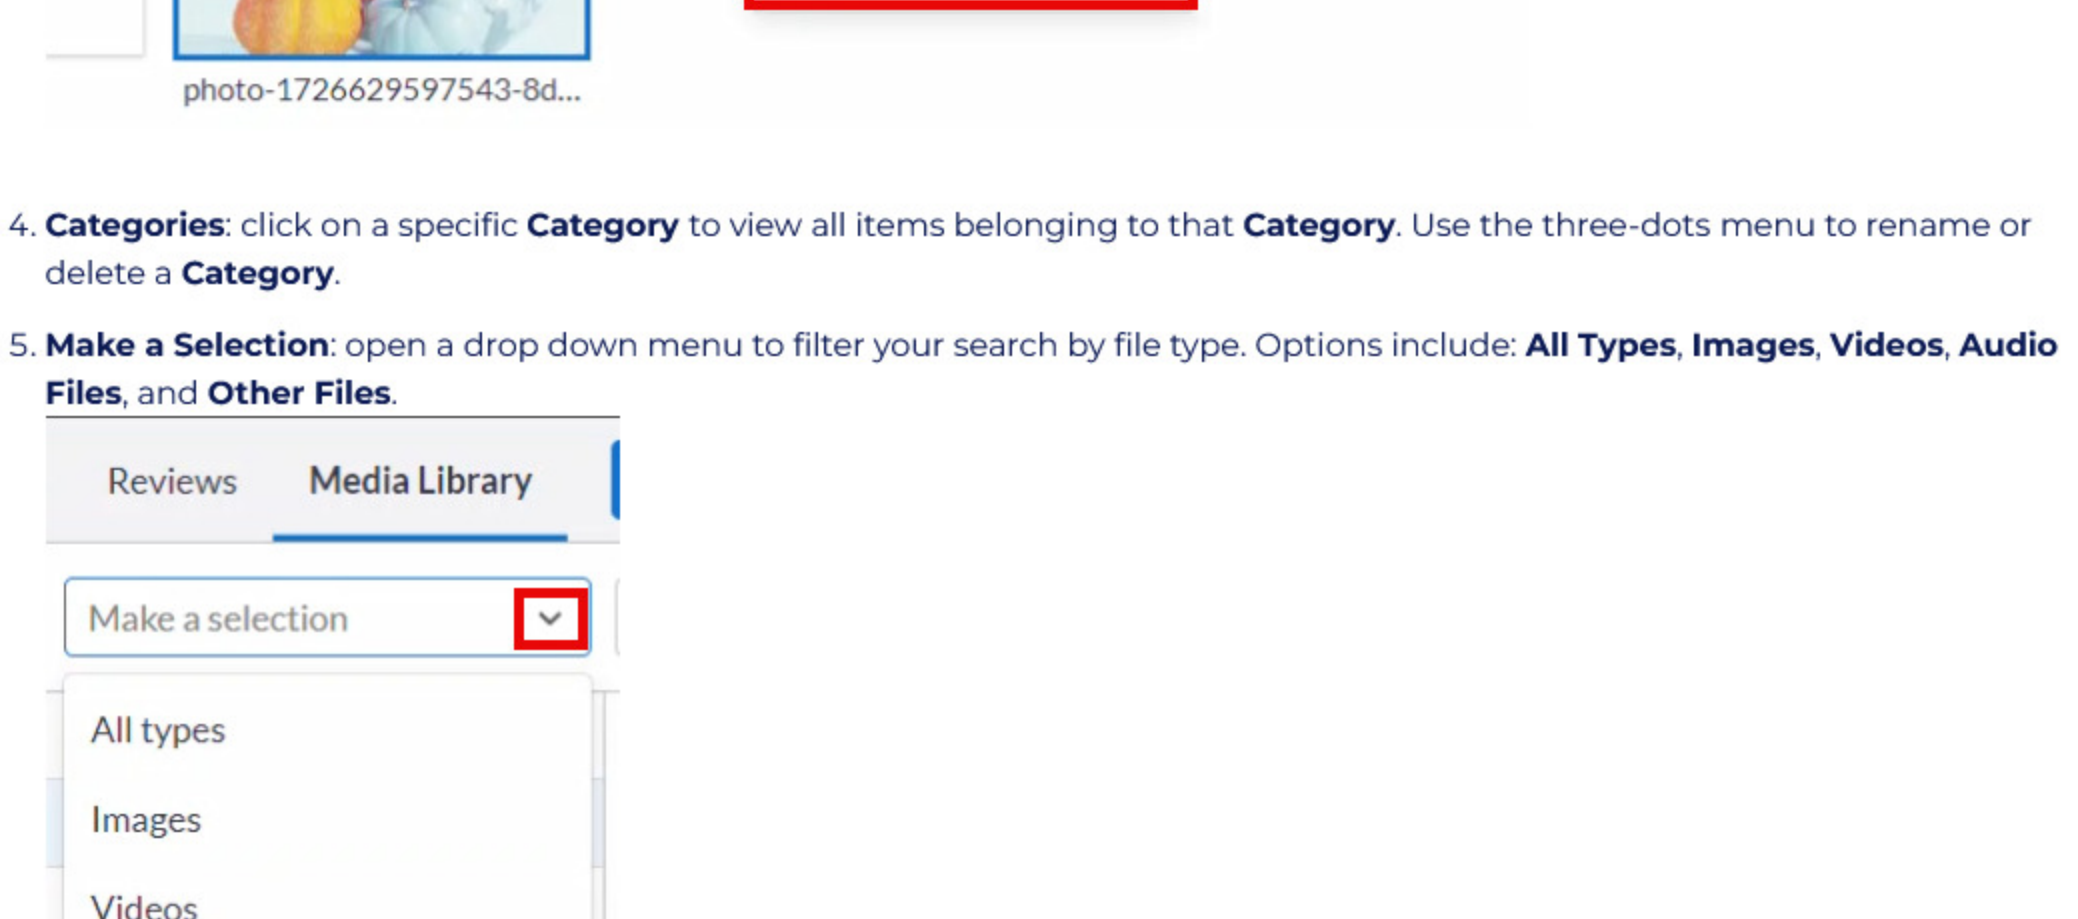 photo-1726629597543-8d...
4. Categories: click on a specific Category to view all items belonging to that Category. Use the three-dots menu to rename or
delete a Category.
5. Make a Selection: open a drop down menu to filter your search by file type. Options include: All Types, Images, Videos, Audio
Files, and Other Files.
Reviews Media Library
Make a selection
All types
Images
Videos